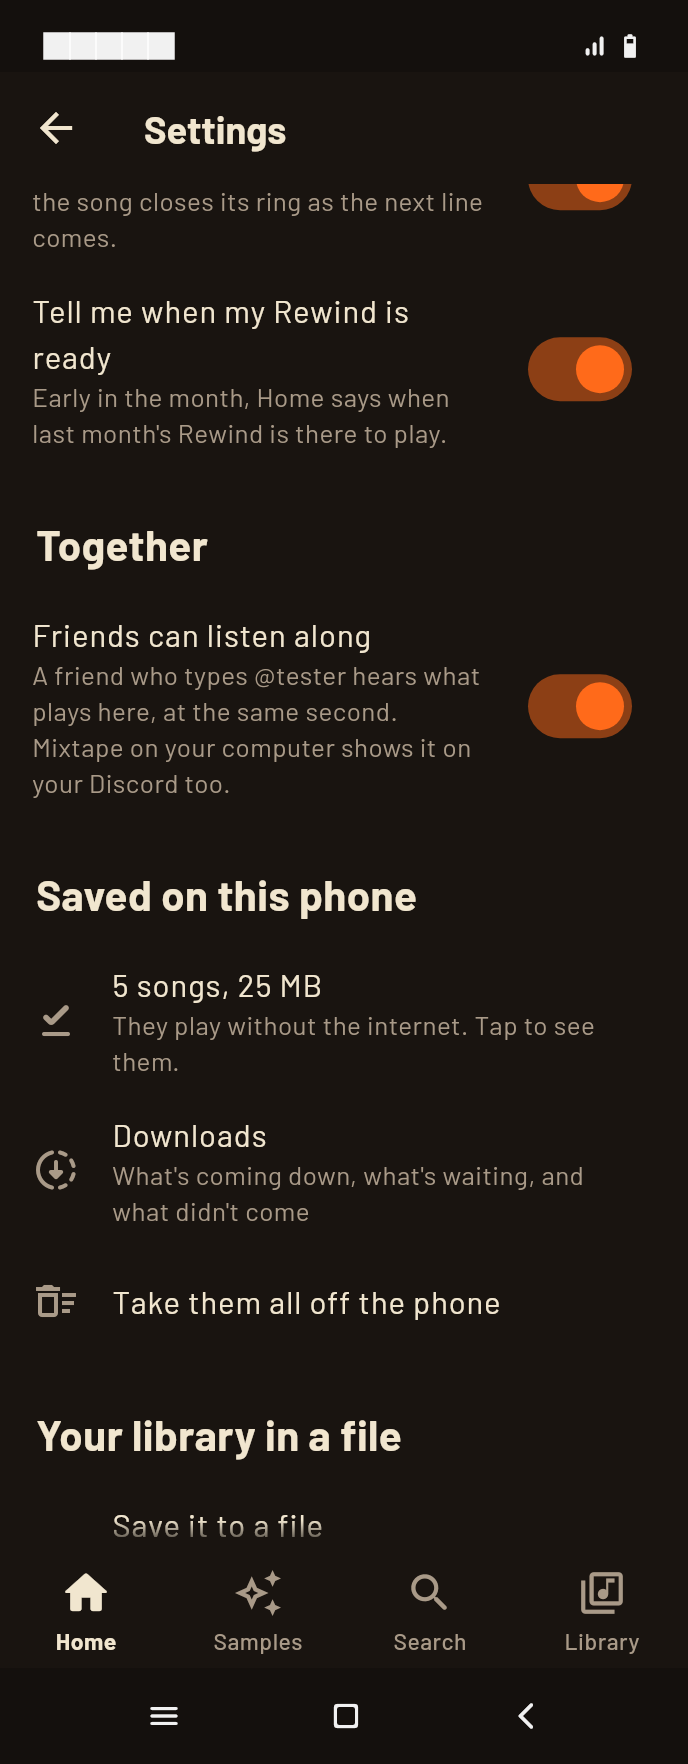 Settings
the song closes its ring as the next line
comes.
Tell me when my Rewind is
ready
Early in the month, Home says when
last month's Rewind is there to play.
Together
Friends can listen along
A friend who types @tester hears what
plays here, at the same second.
Mixtape on your computer shows it on
your Discord too.
Saved on this phone
5 songs, 25 MB
They play without the internet. Tap to see
them.
Downloads
What's coming down, what's waiting, and
what didn't come
Take them all off the phone
Your library in a file
Save it to a file
Home
Samples
Search
Library